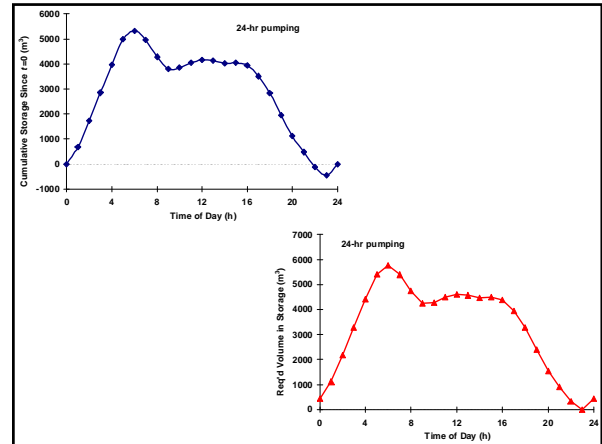 24-hr pumping
Cumulative Storage Since t=0 (m³)
6000
5000
4000
3000
2000
1000
0
-1000
0 4 8 12 16 20 24
Time of Day (h)
24-hr pumping
Req'd Volume in Storage (m³)
7000
6000
5000
4000
3000
2000
1000
0
0 4 8 12 16 20 24
Time of Day (h)